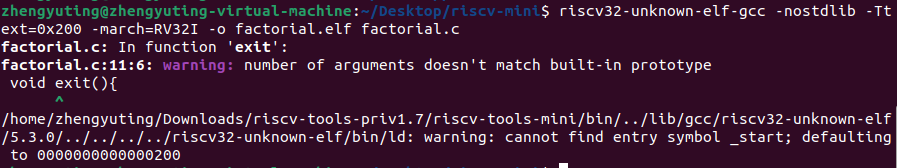 zhengyuting@zhengyuting-virtual-machine:~/Desktop/riscv-mini$ riscv32-unknown-elf-gcc -nostdlib -Tt
ext=0x200 -march=RV32I -o factorial.elf factorial.c
factorial.c: In function 'exit':
factorial.c:11:6: warning: number of arguments doesn't match built-in prototype
 void exit(){
      ^
/home/zhengyuting/Downloads/riscv-tools-priv1.7/riscv-tools-mini/bin/../lib/gcc/riscv32-unknown-elf
/5.3.0/../../../../riscv32-unknown-elf/bin/ld: warning: cannot find entry symbol _start; defaulting
 to 0000000000000200